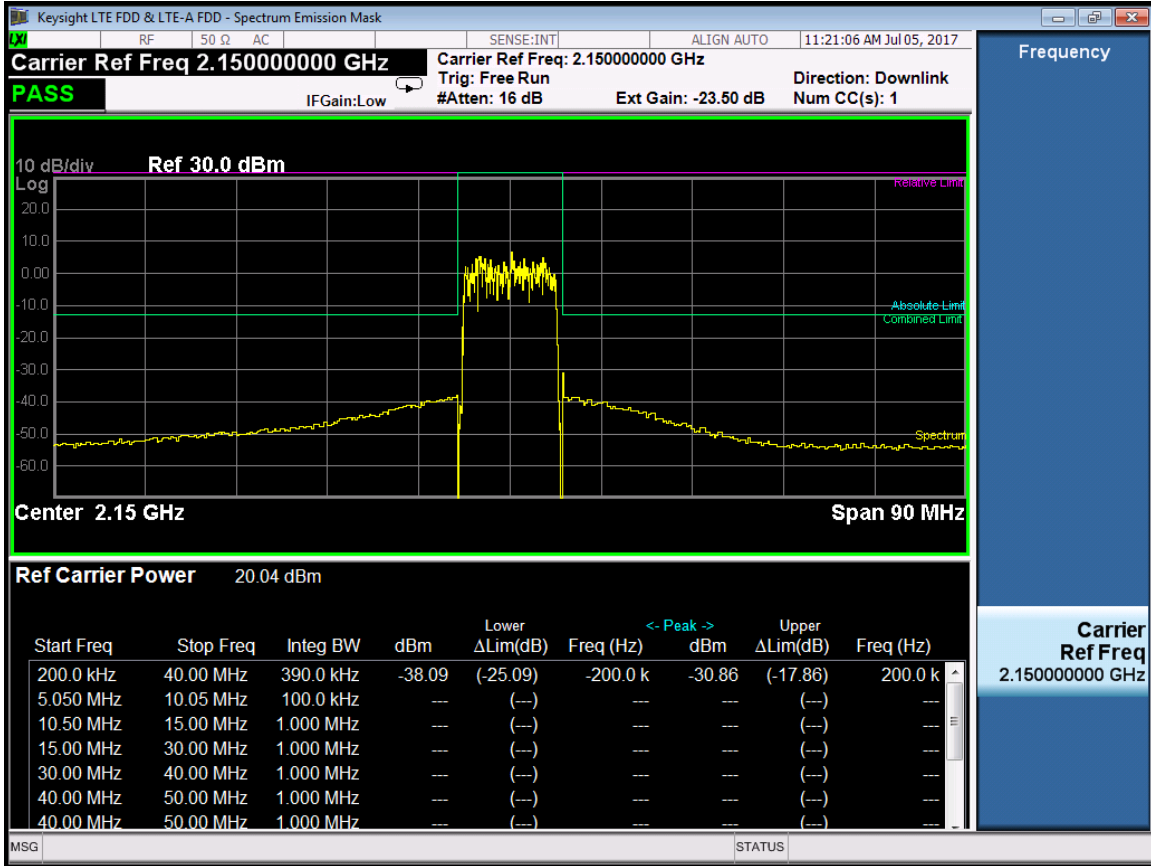 Keysight LTE FDD & LTE-A FDD - Spectrum Emission Mask
LXI RF 50 Ω AC SENSE:INT ALIGN AUTO 11:21:06 AM Jul 05, 2017
Carrier Ref Freq 2.150000000 GHz
PASS
IFGain:Low
Carrier Ref Freq: 2.150000000 GHz
Trig: Free Run Direction: Downlink
#Atten: 16 dB Ext Gain: -23.50 dB Num CC(s): 1
10 dB/div Ref 30.0 dBm
Log
Relative Limit
20.0
10.0
0.00
-10.0
Absolute Limit
Combined Limit
-20.0
-30.0
-40.0
-50.0
Spectrum
-60.0
Center 2.15 GHz Span 90 MHz
Ref Carrier Power 20.04 dBm
Lower <- Peak -> Upper
Start Freq Stop Freq Integ BW dBm ΔLim(dB) Freq (Hz) dBm ΔLim(dB) Freq (Hz)
200.0 kHz 40.00 MHz 390.0 kHz -38.09 (-25.09) -200.0 k -30.86 (-17.86) 200.0 k
5.050 MHz 10.05 MHz 100.0 kHz --- (---) --- --- (---) ---
10.50 MHz 15.00 MHz 1.000 MHz --- (---) --- --- (---) ---
15.00 MHz 30.00 MHz 1.000 MHz --- (---) --- --- (---) ---
30.00 MHz 40.00 MHz 1.000 MHz --- (---) --- --- (---) ---
40.00 MHz 50.00 MHz 1.000 MHz --- (---) --- --- (---) ---
40.00 MHz 50.00 MHz 1.000 MHz --- (---) --- --- (---) ---
MSG STATUS
Frequency
Carrier
Ref Freq
2.150000000 GHz